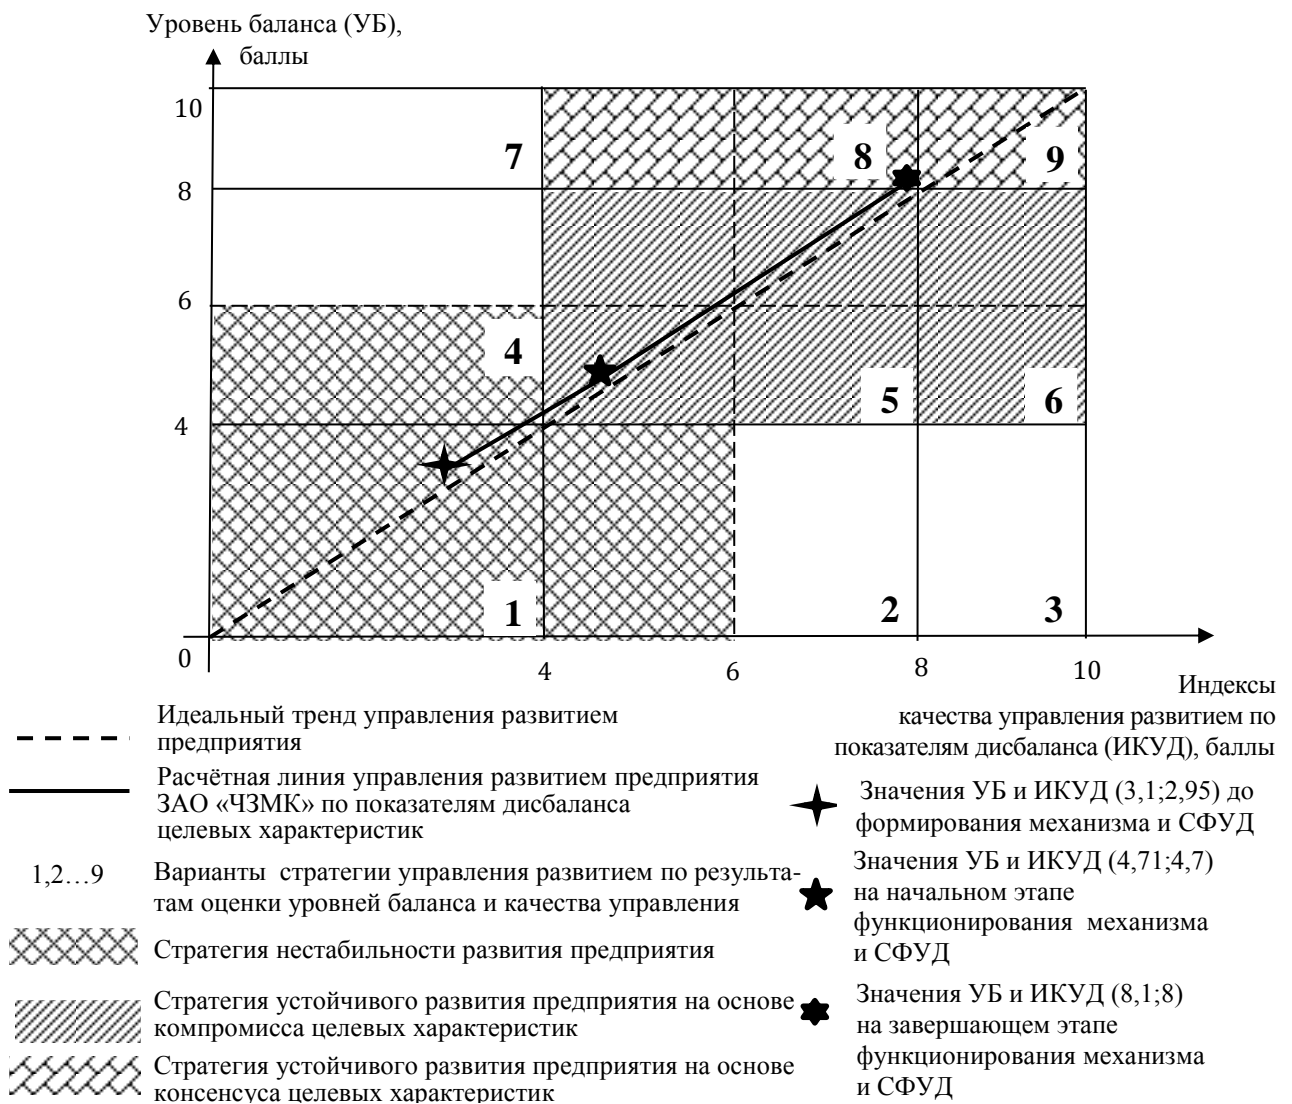 Уровень баланса (УБ),
баллы
10
7
8
9
8
6
4
5
6
4
1
2
3
0
4
6
8
10
Индексы
качества управления развитием по
показателям дисбаланса (ИКУД), баллы
Идеальный тренд управления развитием
предприятия
Расчётная линия управления развитием предприятия
ЗАО «ЧЗМК» по показателям дисбаланса
целевых характеристик
1,2...9
Варианты стратегии управления развитием по результа-
там оценки уровней баланса и качества управления
Стратегия нестабильности развития предприятия
Стратегия устойчивого развития предприятия на основе
компромисса целевых характеристик
Стратегия устойчивого развития предприятия на основе
консенсуса целевых характеристик
Значения УБ и ИКУД (3,1;2,95) до
формирования механизма и СФУД
Значения УБ и ИКУД (4,71;4,7)
на начальном этапе
функционирования механизма
и СФУД
Значения УБ и ИКУД (8,1;8)
на завершающем этапе
функционирования механизма
и СФУД